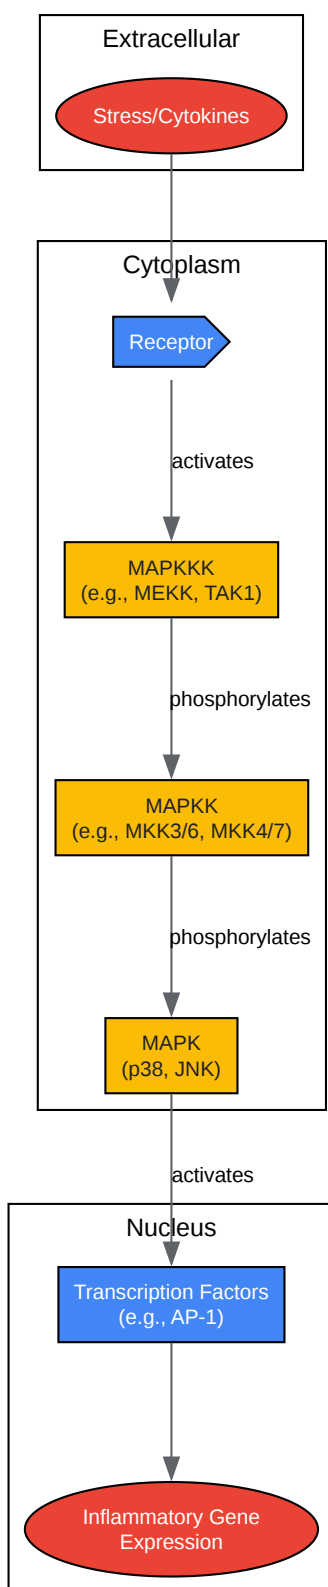 Extracellular
Stress/Cytokines
Cytoplasm
Receptor
activates
MAPKKK
(e.g., MEKK, TAK1)
phosphorylates
MAPKK
(e.g., MKK3/6, MKK4/7)
phosphorylates
MAPK
(p38, JNK)
activates
Nucleus
Transcription Factors
(e.g., AP-1)
Inflammatory Gene
Expression